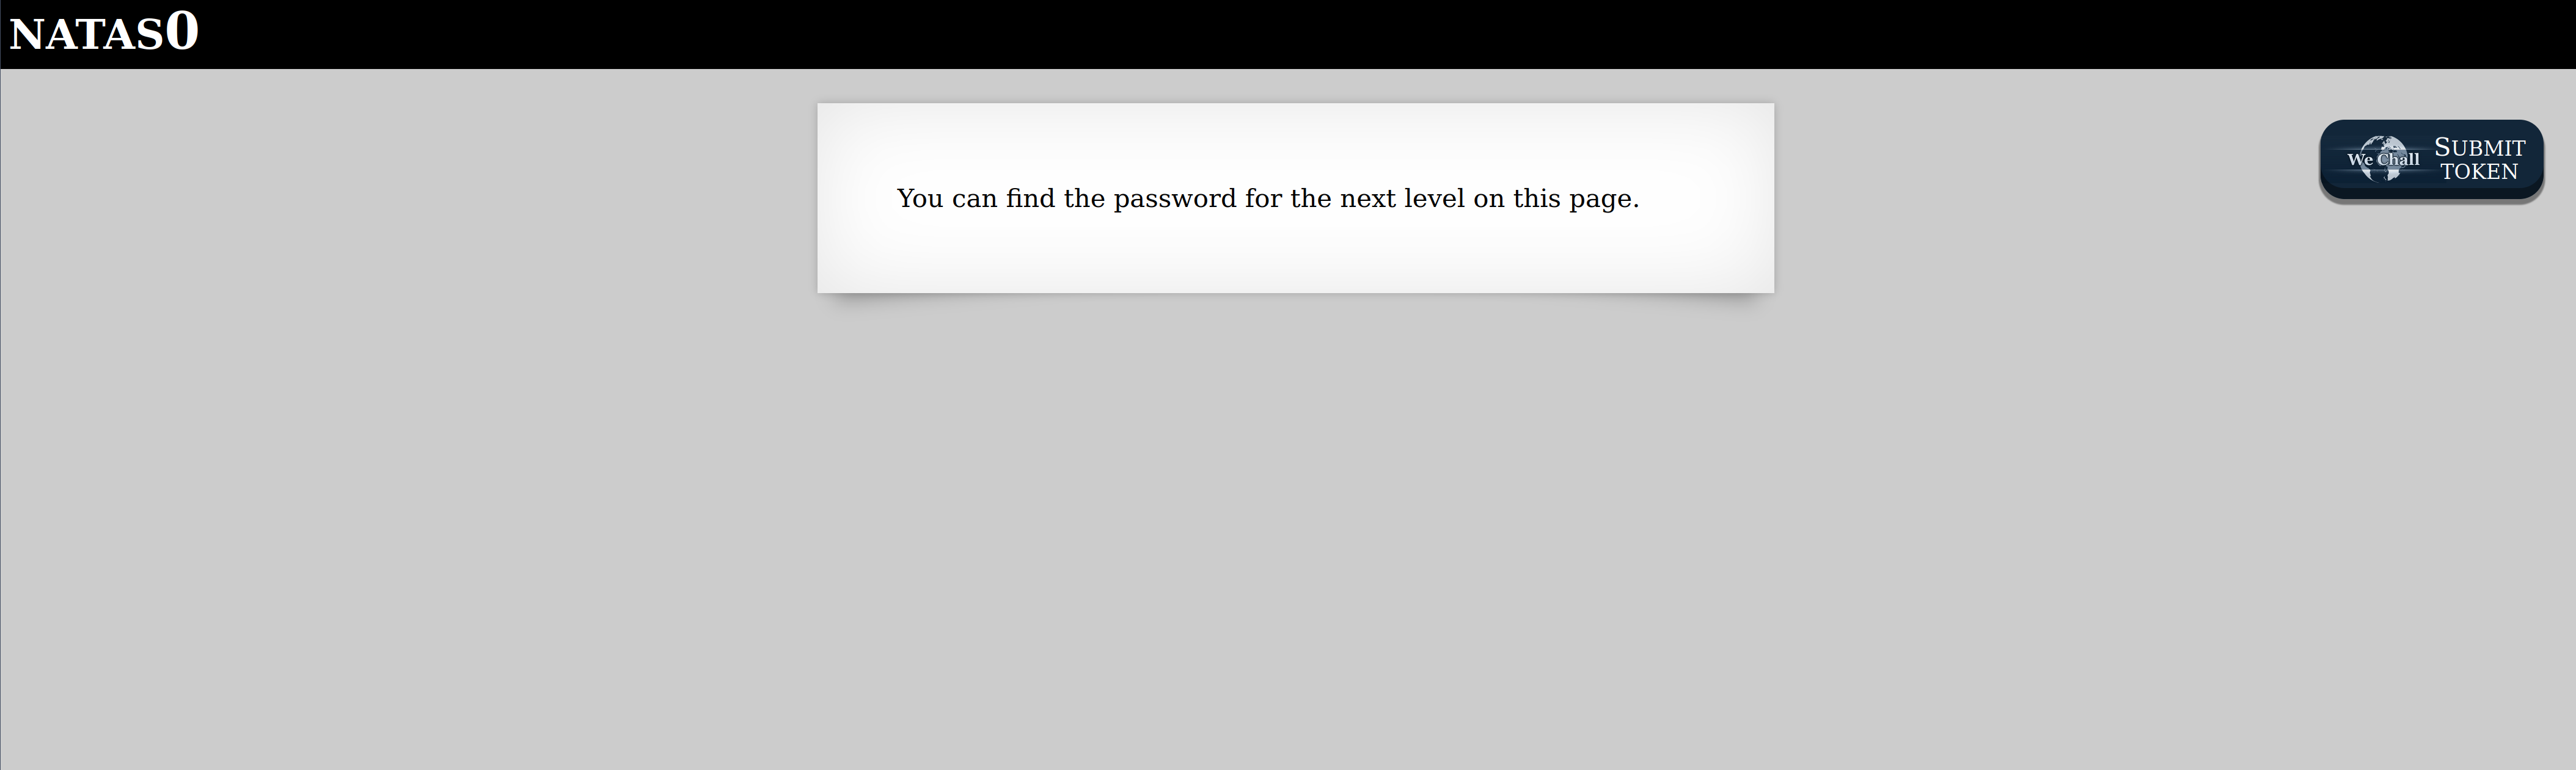 NATAS0
You can find the password for the next level on this page.
We Chall
SUBMIT
TOKEN